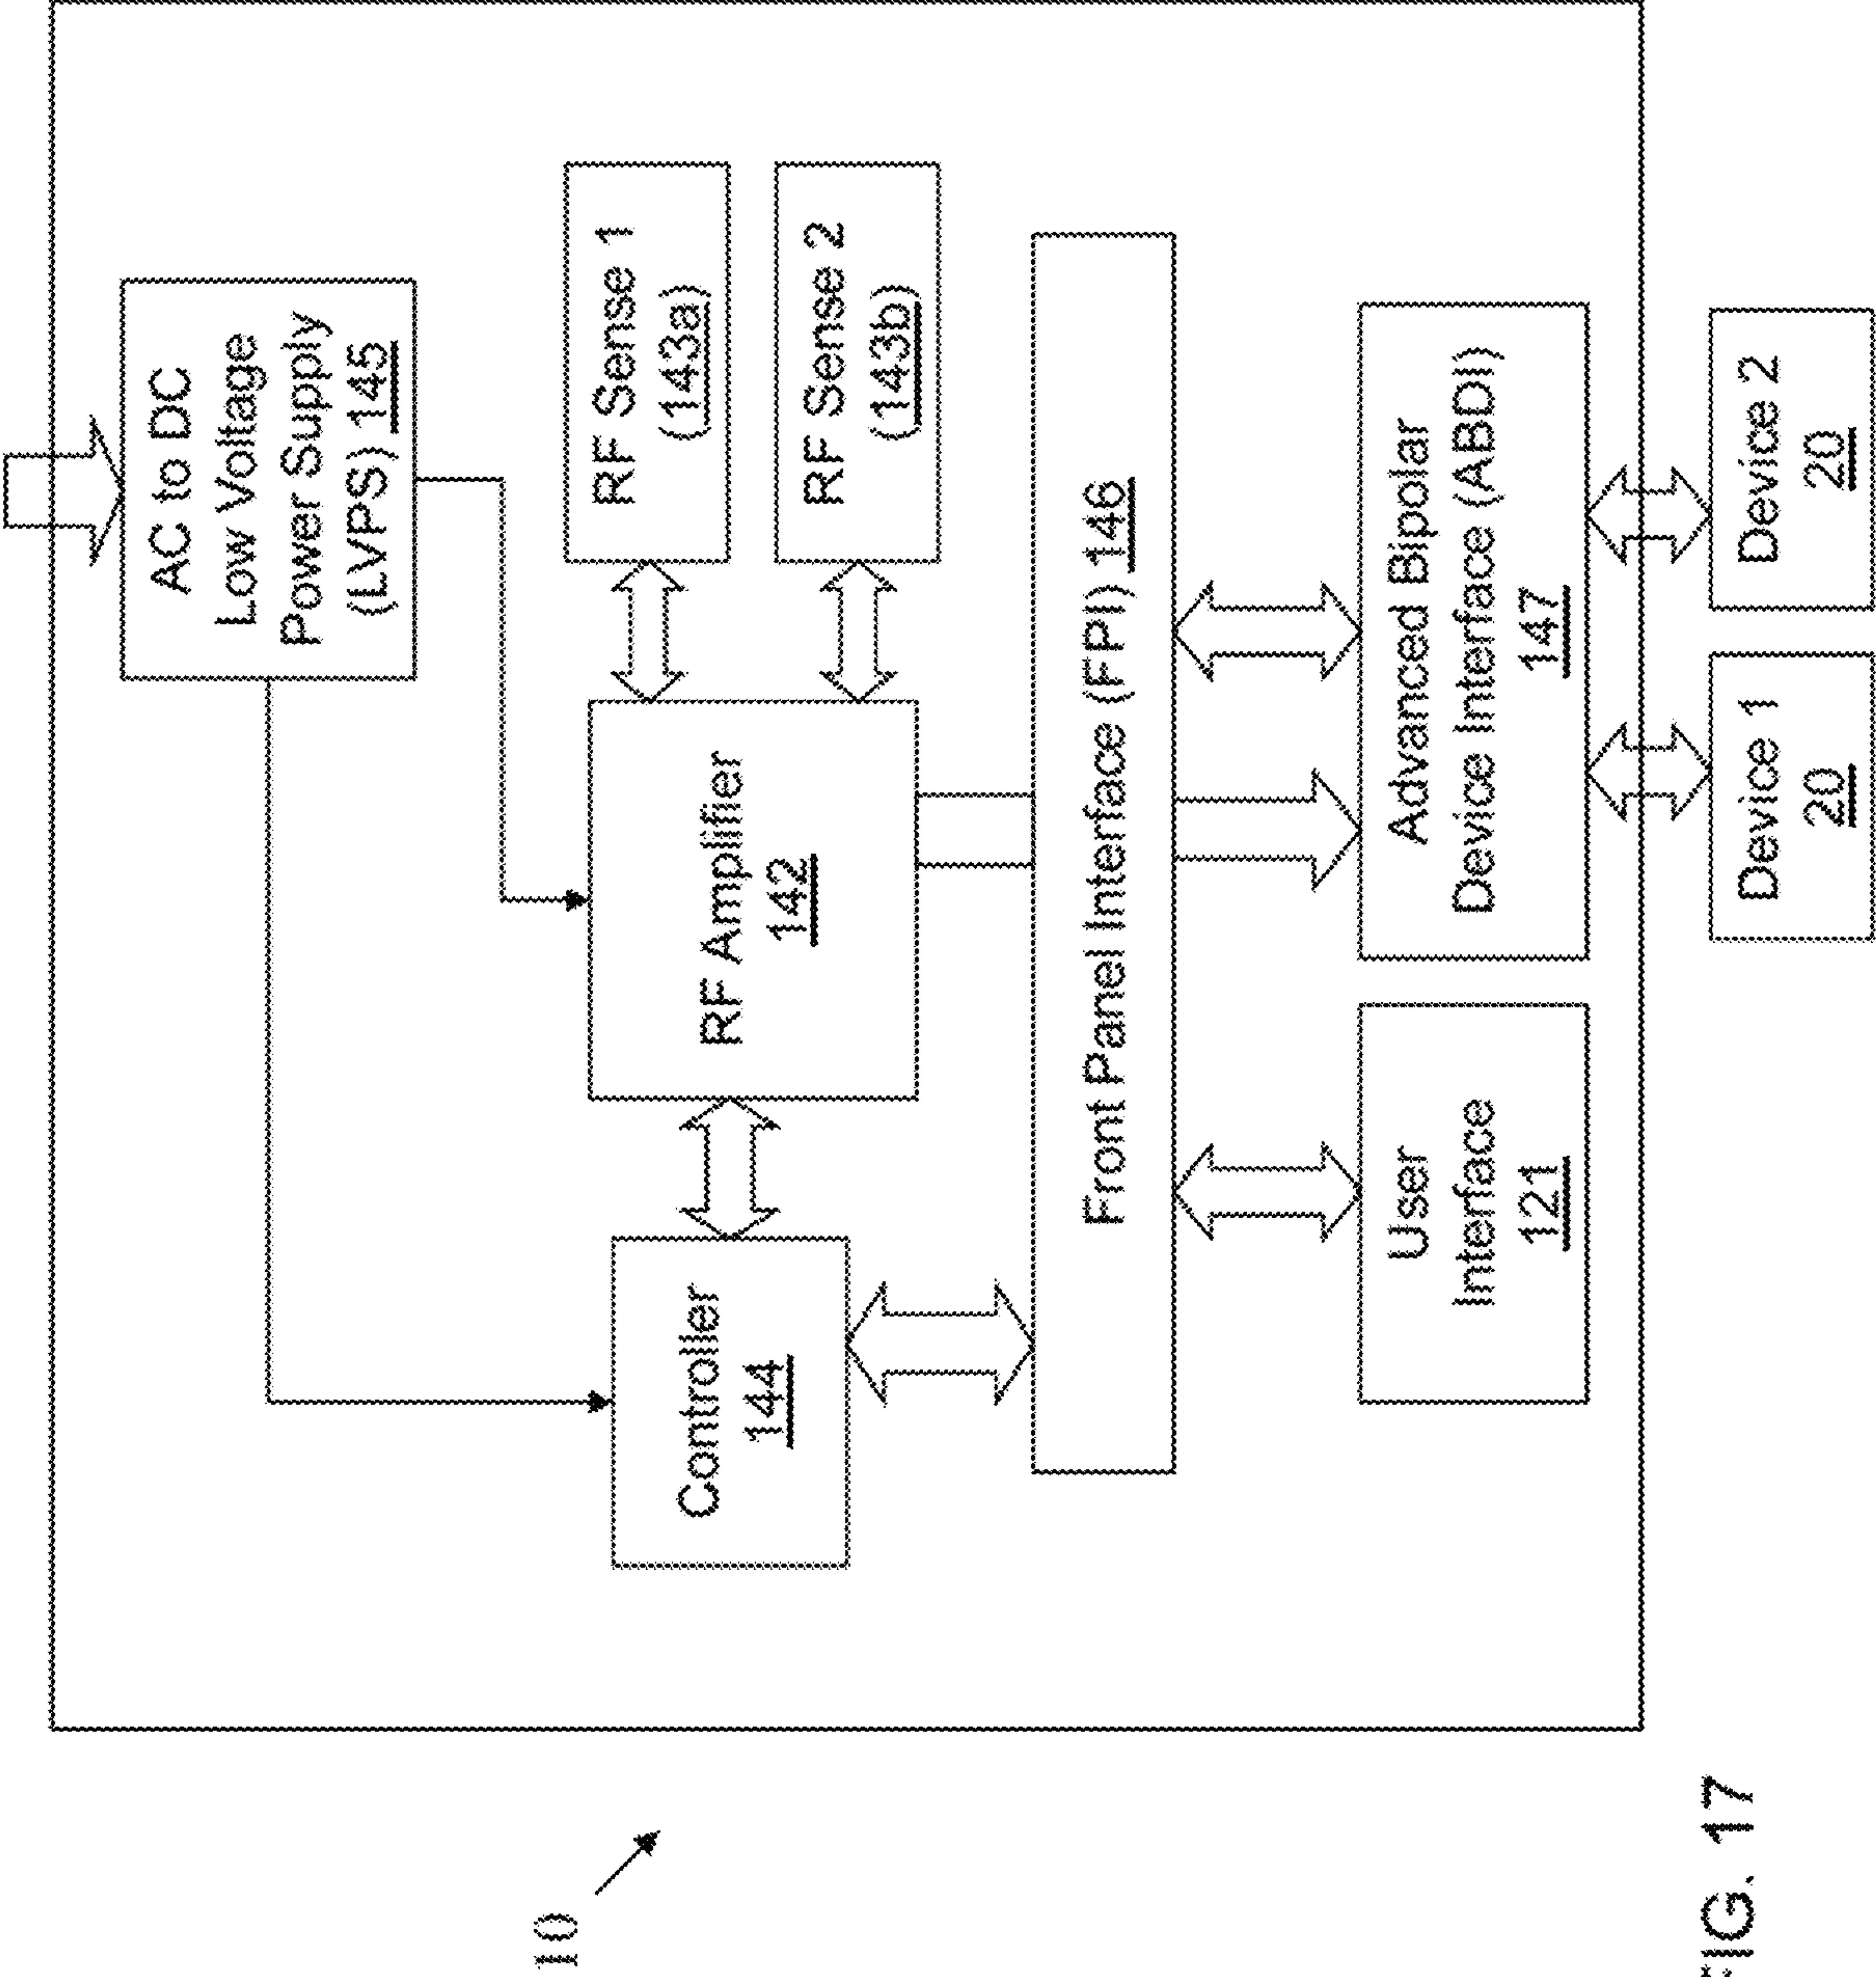 AC to DC
Low Voltage
Power Supply
(LVPS) 145
RF Sense 1
(143a)
RF Sense 2
(143b)
RF Amplifier
142
Controller
144
Front Panel Interface (FPI) 146
User
Interface
121
Advanced Bipolar
Device Interface (ABDI)
147
Device 1
20
Device 2
20
10
FIG. 17